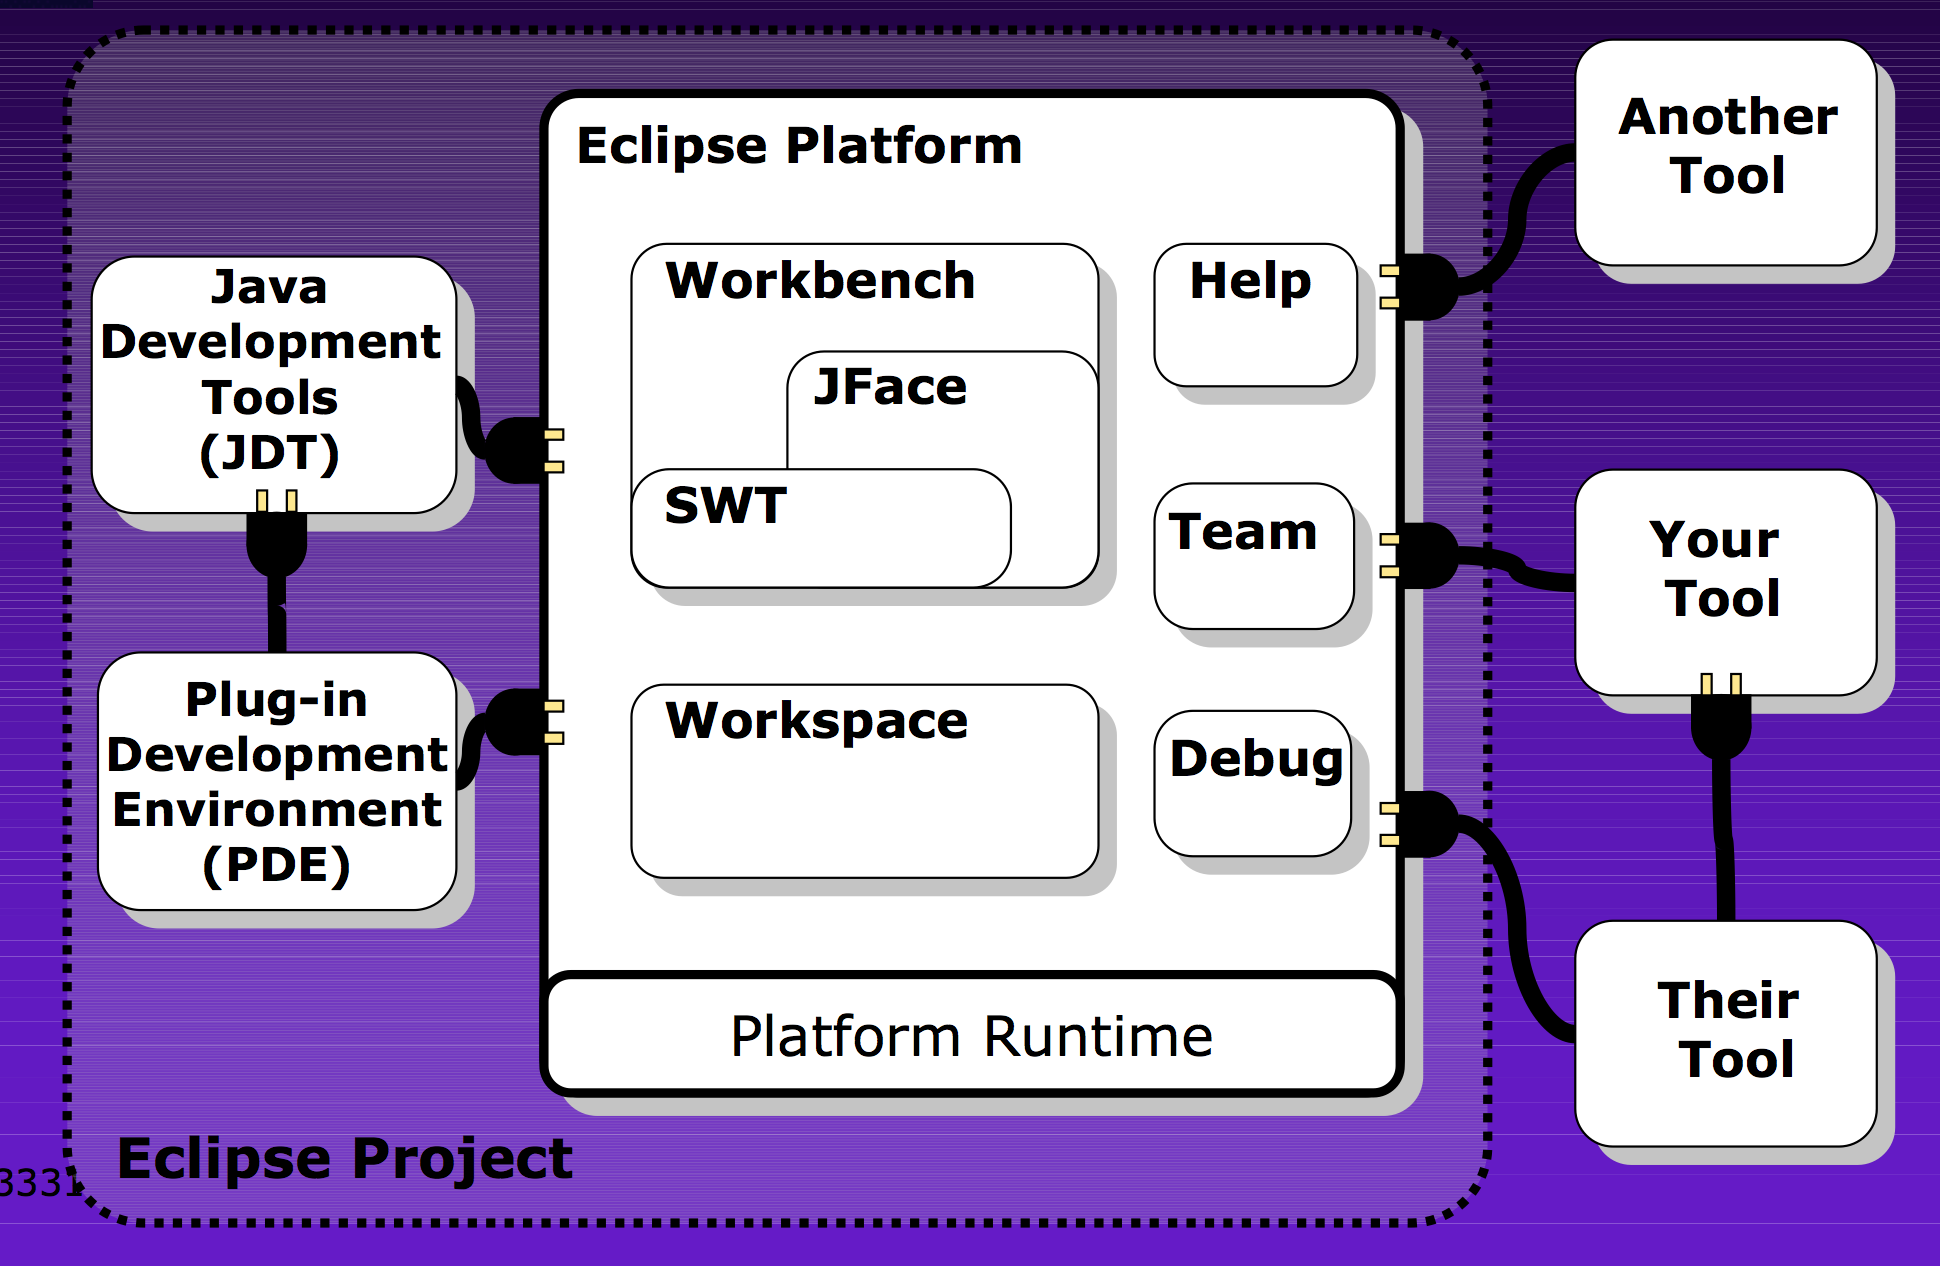 Eclipse Platform
Another
Tool
Java
Development
Tools
(JDT)
Workbench
JFace
SWT
Help
Team
Your
Tool
Plug-in
Development
Environment
(PDE)
Workspace
Debug
Their
Tool
Platform Runtime
Eclipse Project
3331